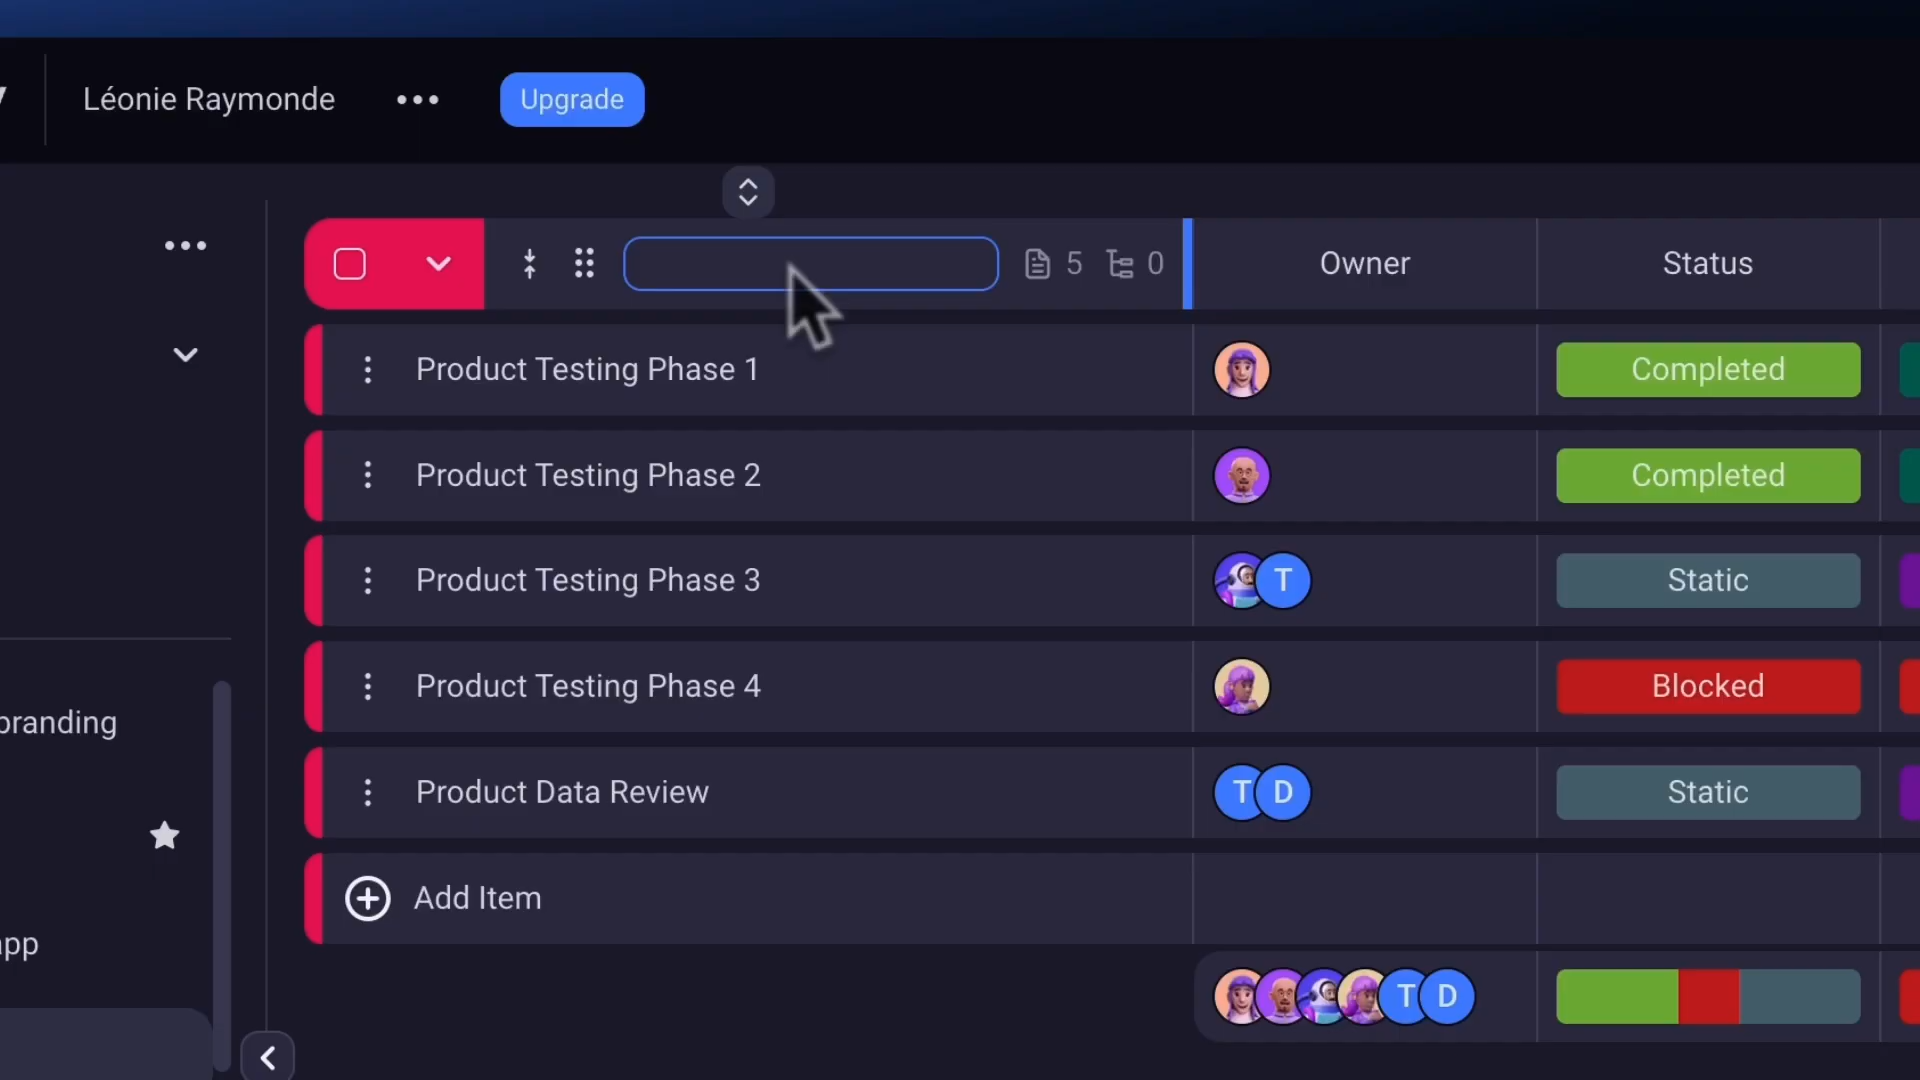 Léonie Raymonde
Upgrade
5 0
Owner
Status
Product Testing Phase 1
Completed
Product Testing Phase 2
Completed
Product Testing Phase 3
T
Static
Product Testing Phase 4
Blocked
Product Data Review
T D
Static
Add Item
T D
branding
app